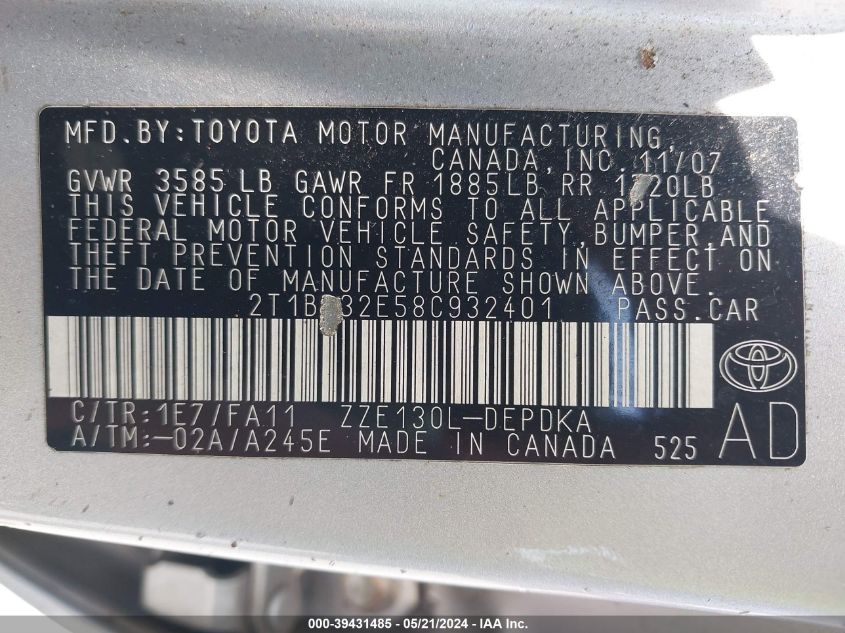 MFD.BY:TOYOTA MOTOR MANUFACTURING,
CANADA,INC. 11/07
GVWR 3585 LB GAWR FR 1885LB RR LB
THIS VEHICLE CONFORMS TO ALL APPLICABLE
FEDERAL MOTOR VEHICLE SAFETY,BUMPER,AND
THEFT PREVENTION STANDARDS IN EFFECT ON
THE DATE OF MANUFACTURE SHOWN ABOVE.
PASS.CAR
C/TR:1E7/FA11 ZZE130L-DEPDKA
A/TM:-02A/A245E MADE IN CANADA 525
AD
000-39431485 / 05/21/2024 / IAA, Inc.